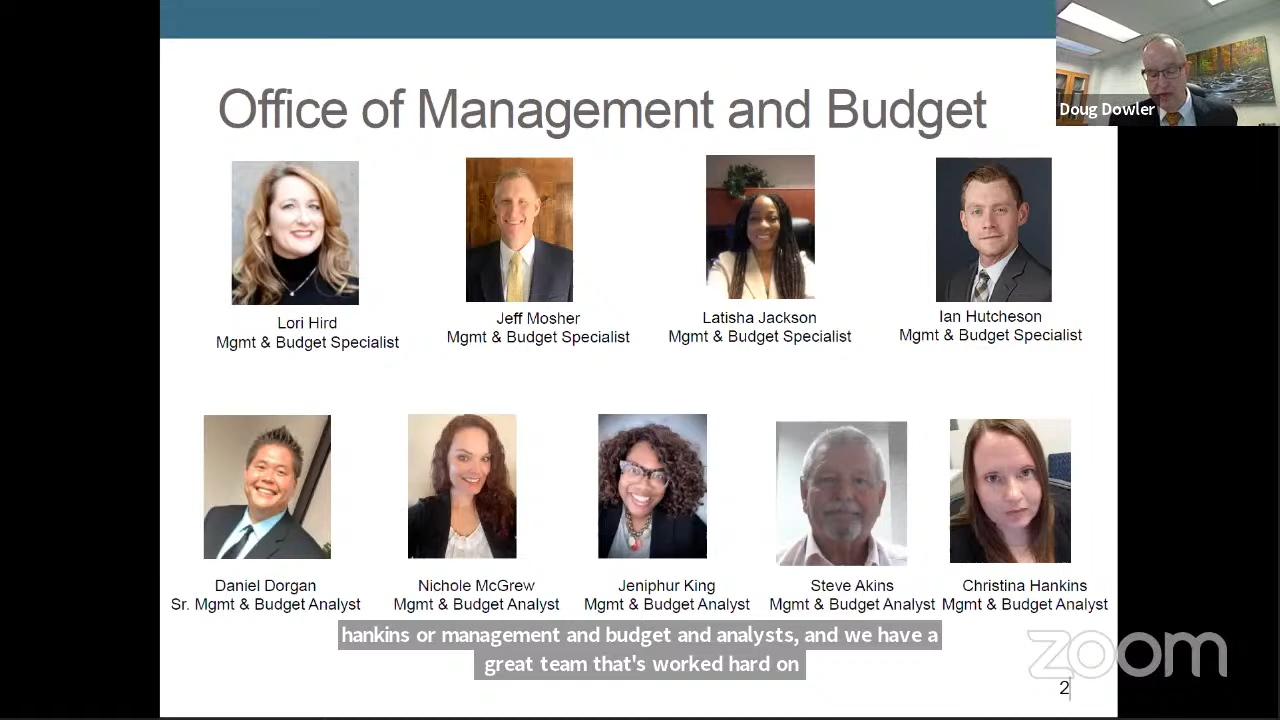 Office of Management and Budget
Doug Dowler
Lori Hird
Mgmt & Budget Specialist
Jeff Mosher
Mgmt & Budget Specialist
Latisha Jackson
Mgmt & Budget Specialist
Ian Hutcheson
Mgmt & Budget Specialist
Daniel Dorgan
Sr. Mgmt & Budget Analyst
Nichole McGrew
Mgmt & Budget Analyst
Jeniphur King
Mgmt & Budget Analyst
Steve Akins
Mgmt & Budget Analyst
Christina Hankins
Mgmt & Budget Analyst
hankins or management and budget and analysts, and we have a
great team that's worked hard on
zoom
2